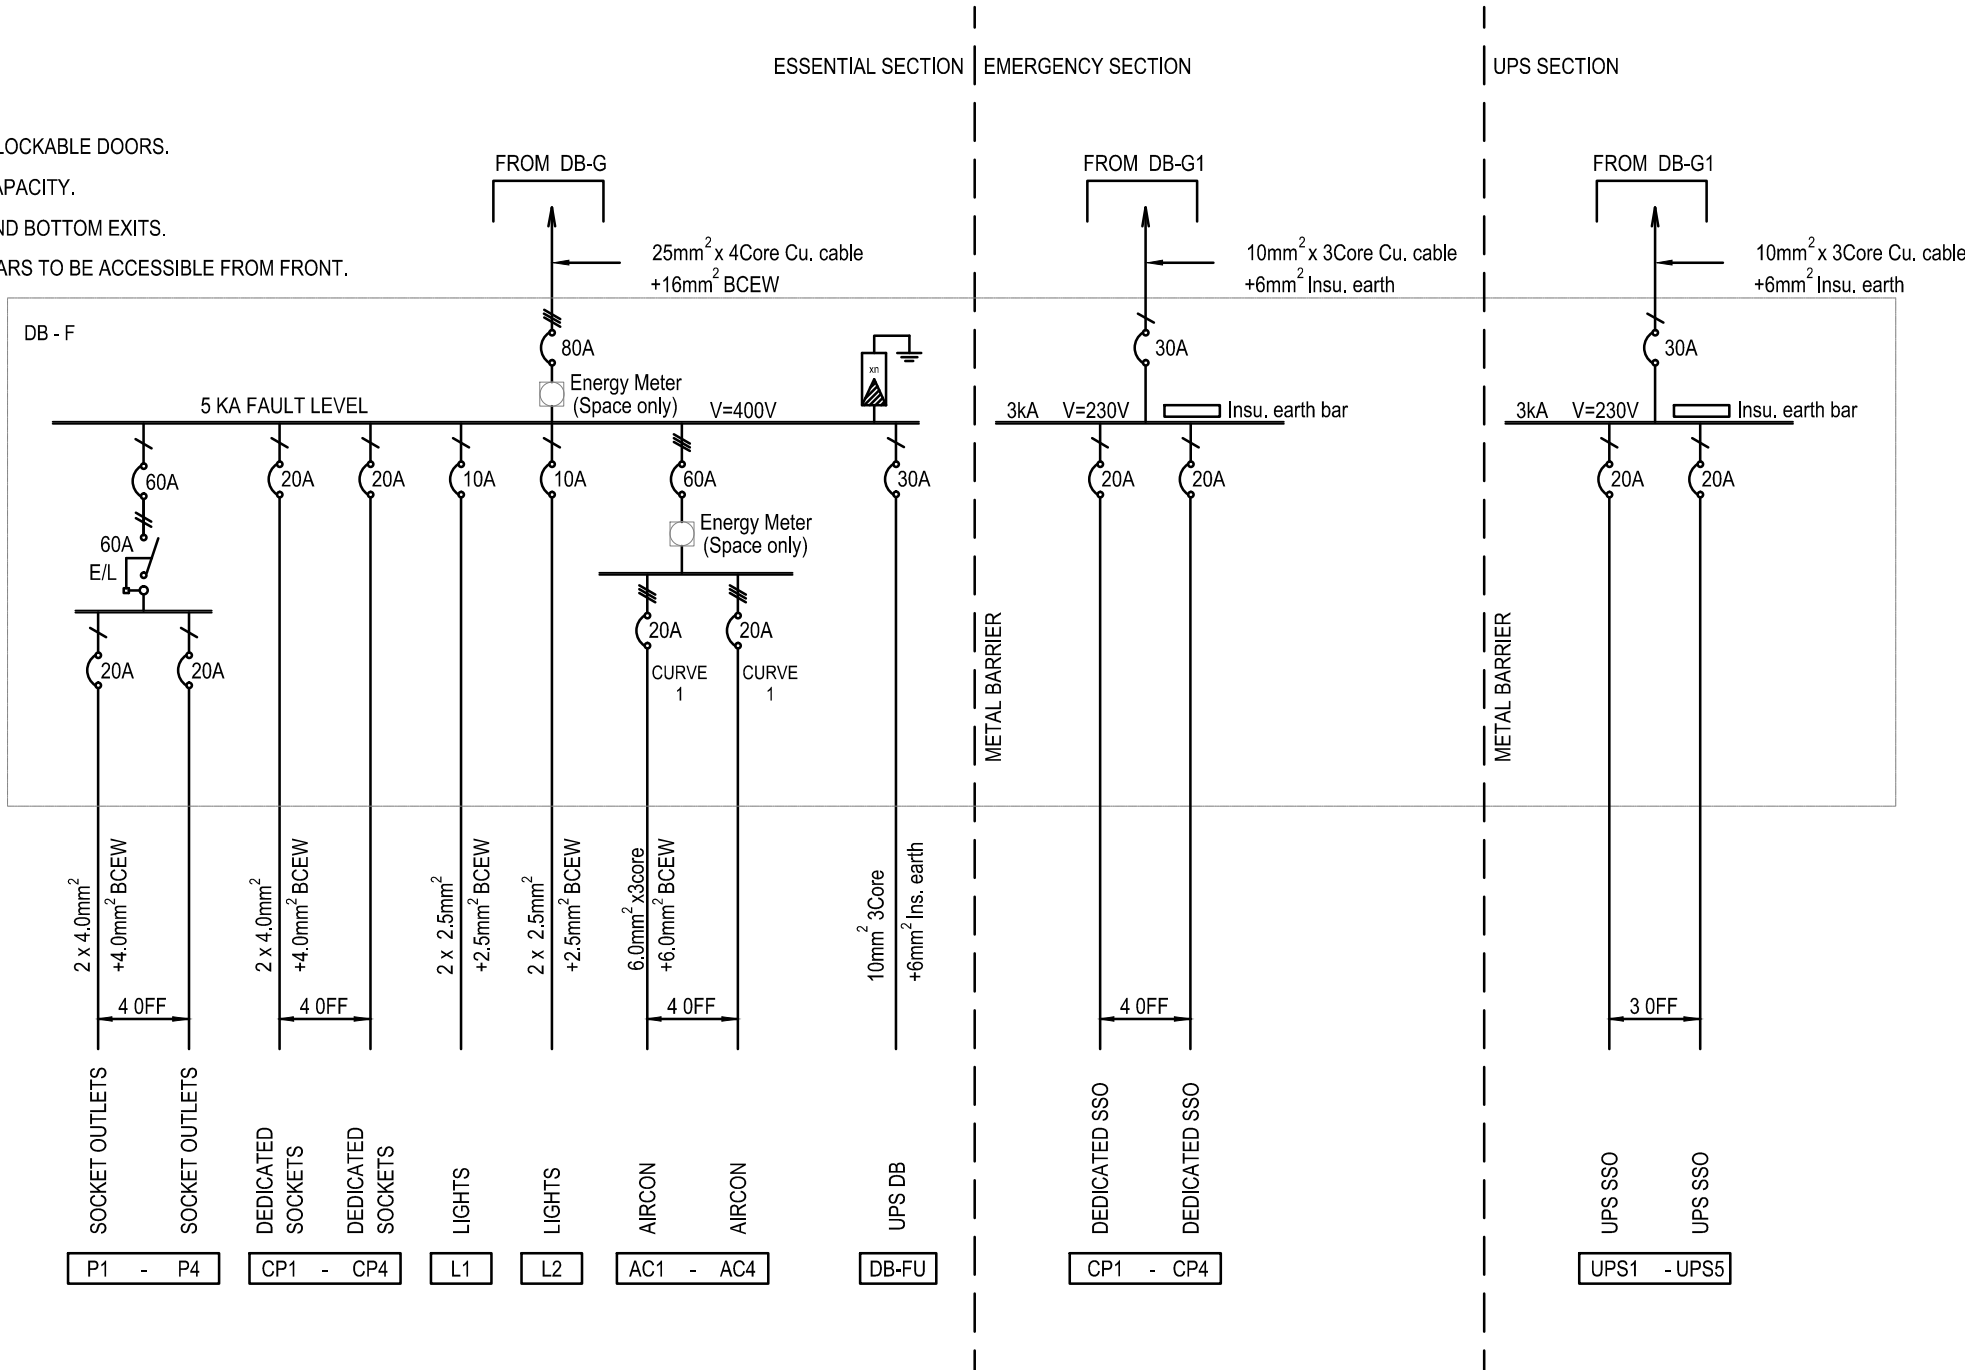 ESSENTIAL SECTION
EMERGENCY SECTION
UPS SECTION
LOCKABLE DOORS.
APACITY.
ND BOTTOM EXITS.
ARS TO BE ACCESSIBLE FROM FRONT.
FROM DB-G
FROM DB-G1
FROM DB-G1
25mm² x 4Core Cu. cable
+16mm² BCEW
10mm² x 3Core Cu. cable
+6mm² Insu. earth
10mm² x 3Core Cu. cable
+6mm² Insu. earth
DB - F
80A
Energy Meter
(Space only)
xn
30A
30A
5 KA FAULT LEVEL
V=400V
3kA V=230V
Insu. earth bar
3kA V=230V
Insu. earth bar
60A
20A
20A
10A
10A
60A
30A
20A
20A
20A
20A
60A
E/L
Energy Meter
(Space only)
20A
20A
20A
20A
CURVE
1
CURVE
1
METAL BARRIER
METAL BARRIER
2 x 4.0mm²
+4.0mm² BCEW
2 x 4.0mm²
+4.0mm² BCEW
2 x 2.5mm²
+2.5mm² BCEW
2 x 2.5mm²
+2.5mm² BCEW
6.0mm² x3core
+6.0mm² BCEW
10mm² 3Core
+6mm² Ins. earth
4 0FF
4 0FF
4 0FF
4 0FF
3 0FF
SOCKET OUTLETS
SOCKET OUTLETS
DEDICATED
SOCKETS
DEDICATED
SOCKETS
LIGHTS
LIGHTS
AIRCON
AIRCON
UPS DB
DEDICATED SSO
DEDICATED SSO
UPS SSO
UPS SSO
P1 - P4
CP1 - CP4
L1
L2
AC1 - AC4
DB-FU
CP1 - CP4
UPS1 - UPS5